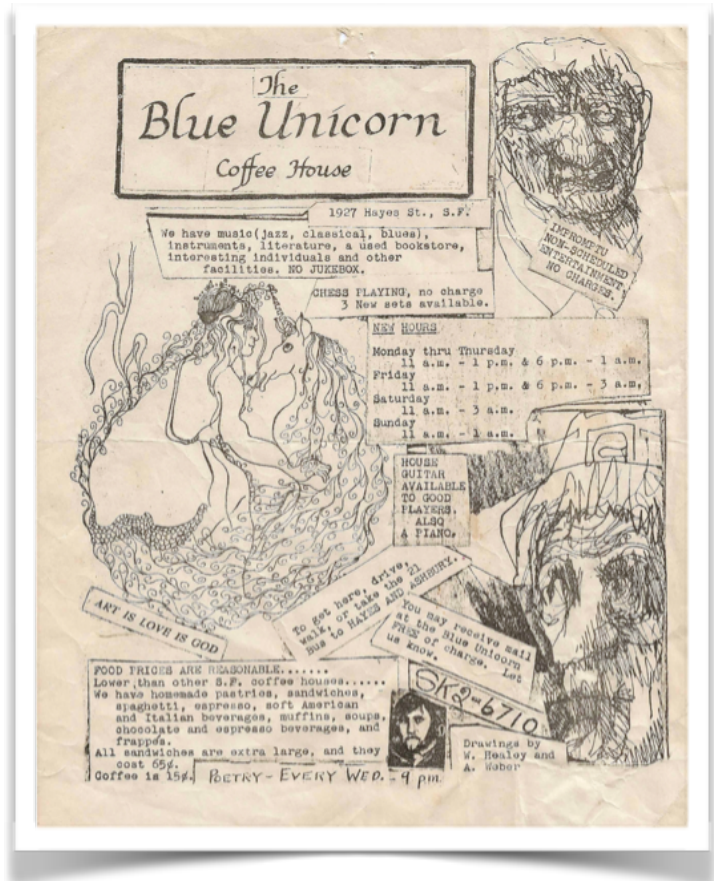 The
Blue Unicorn
Coffee House
1927 Hayes St., S.F.
We have music(jazz, classical, blues),
instruments, literature, a used bookstore,
interesting individuals and other
facilities. NO JUKEBOX.
IMPROMPTU
NON-SCHEDULED
ENTERTAINMENT.
NO CHARGES.
CHESS PLAYING, no charge
3 New sets available.
NEW HOURS
Monday thru Thursday
11 a.m. - 1 p.m. & 6 p.m. - 1 a.m.
Friday
11 a.m. - 1 p.m. & 6 p.m. - 3 a.m.
Saturday
11 a.m. - 3 a.m.
Sunday
11 a.m. - 1 a.m.
HOUSE
GUITAR
AVAILABLE
TO GOOD
PLAYERS.
ALSO
A PIANO.
To get here, drive,
walk, or take the 21
Bus to HAYES AND ASHBURY.
You may receive mail
at the Blue Unicorn
FREE of charge. Let
us know.
ART IS LOVE IS GOD
SK2-6710
FOOD PRICES ARE REASONABLE.......
Lower than other S.F. coffee houses......
We have homemade pastries, sandwiches,
spaghetti, espresso, soft American
and Italian beverages, muffins, soups,
chocolate and espresso beverages, and
frappes.
All sandwiches are extra large, and they
cost 65¢.
Coffee is 15¢.
POETRY - EVERY WED. - 9 p.m.
Drawings by
W. Healey and
A. Weber